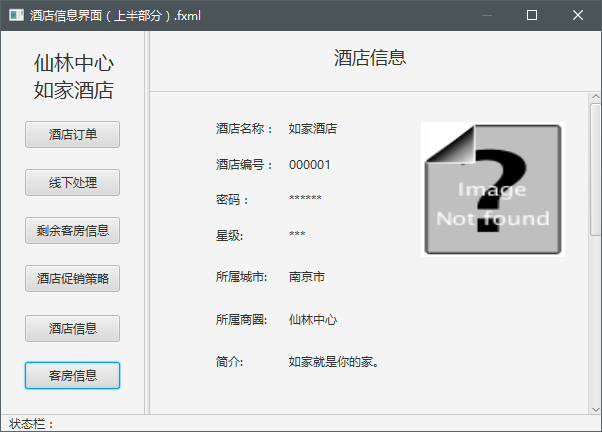 酒店信息界面（上半部分）.fxml
仙林中心
如家酒店
酒店订单
线下处理
剩余客房信息
酒店促销策略
酒店信息
客房信息
酒店信息
酒店名称： 如家酒店
酒店编号： 000001
密码： ******
星级: ***
所属城市: 南京市
所属商圈: 仙林中心
简介: 如家就是你的家。
?
Image
Not found
状态栏：